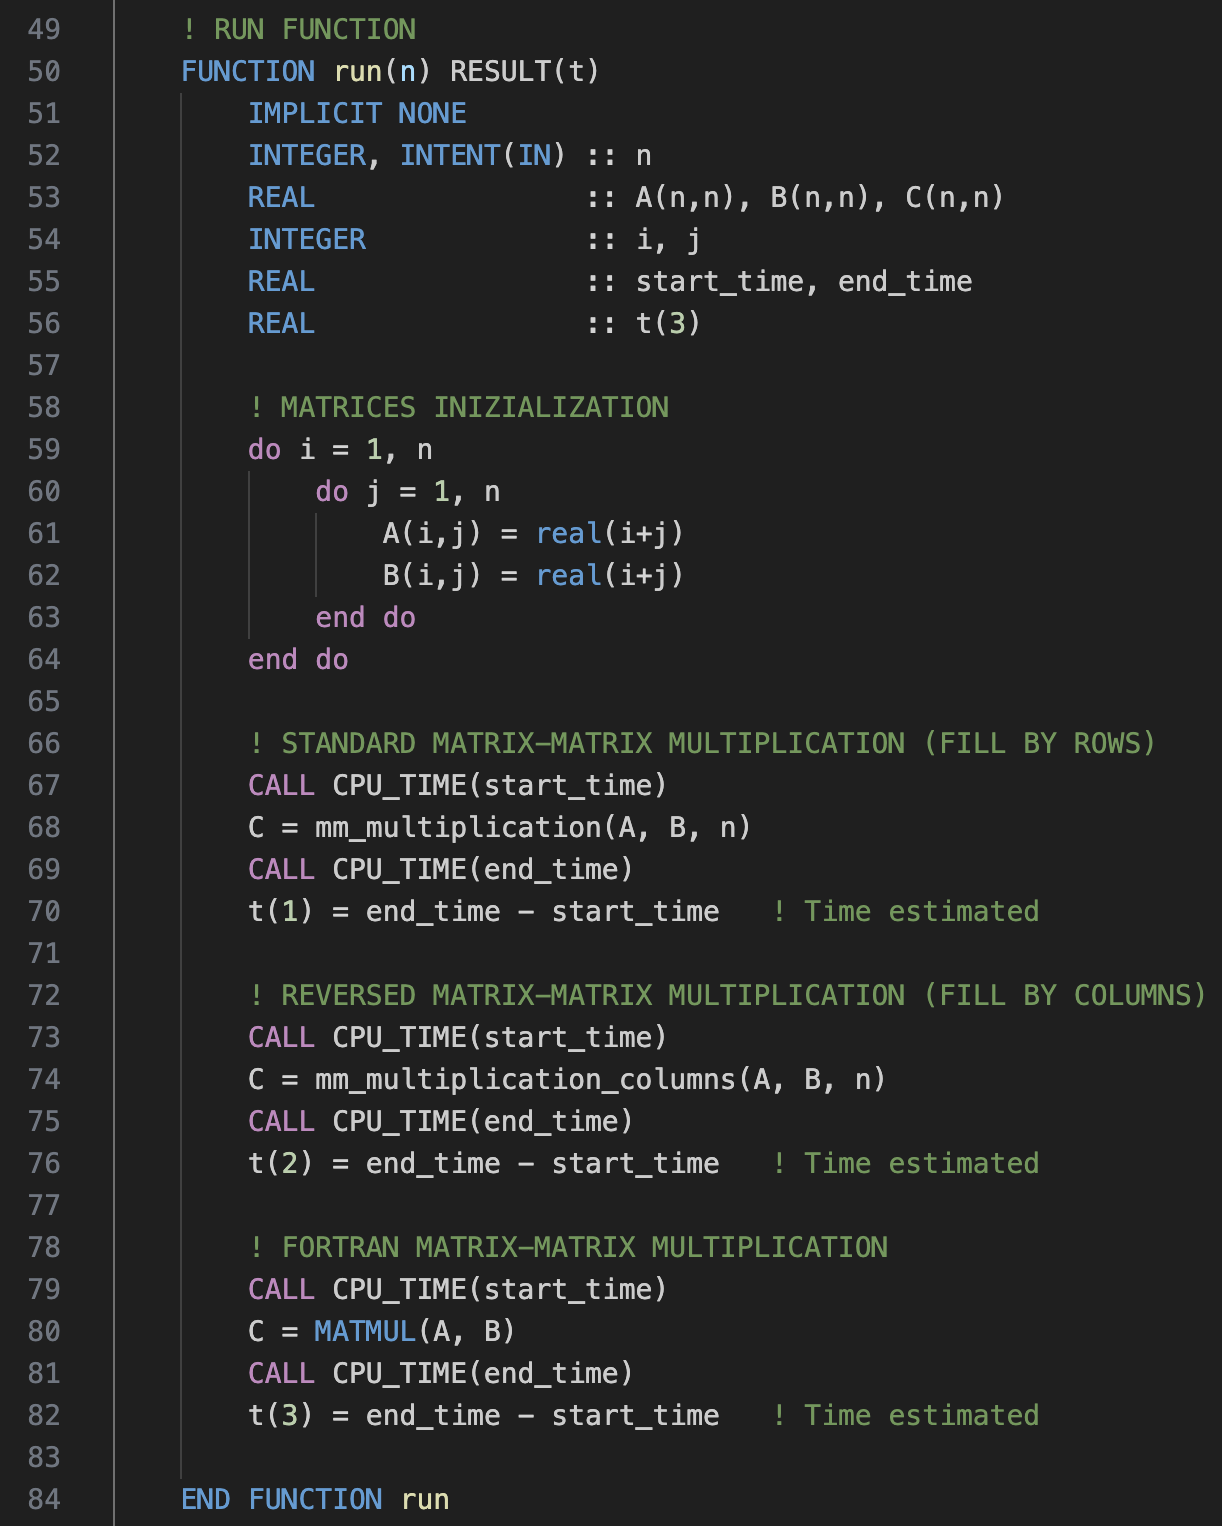 49 ! RUN FUNCTION
50 FUNCTION run(n) RESULT(t)
51 IMPLICIT NONE
52 INTEGER, INTENT(IN) :: n
53 REAL :: A(n,n), B(n,n), C(n,n)
54 INTEGER :: i, j
55 REAL :: start_time, end_time
56 REAL :: t(3)
57
58 ! MATRICES INIZIALIZATION
59 do i = 1, n
60 do j = 1, n
61 A(i,j) = real(i+j)
62 B(i,j) = real(i+j)
63 end do
64 end do
65
66 ! STANDARD MATRIX-MATRIX MULTIPLICATION (FILL BY ROWS)
67 CALL CPU_TIME(start_time)
68 C = mm_multiplication(A, B, n)
69 CALL CPU_TIME(end_time)
70 t(1) = end_time - start_time ! Time estimated
71
72 ! REVERSED MATRIX-MATRIX MULTIPLICATION (FILL BY COLUMNS)
73 CALL CPU_TIME(start_time)
74 C = mm_multiplication_columns(A, B, n)
75 CALL CPU_TIME(end_time)
76 t(2) = end_time - start_time ! Time estimated
77
78 ! FORTRAN MATRIX-MATRIX MULTIPLICATION
79 CALL CPU_TIME(start_time)
80 C = MATMUL(A, B)
81 CALL CPU_TIME(end_time)
82 t(3) = end_time - start_time ! Time estimated
83
84 END FUNCTION run